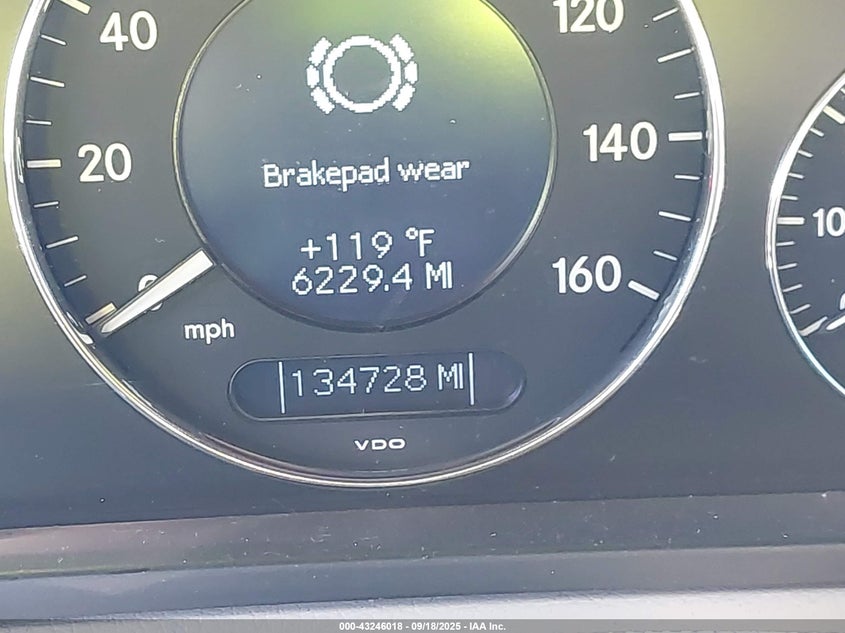 40
120
20
140
Brakepad wear
+119 °F
6229.4 MI
0
160
mph
134728 MI
VDO
10
000-43246018 - 09/18/2025 - IAA Inc.